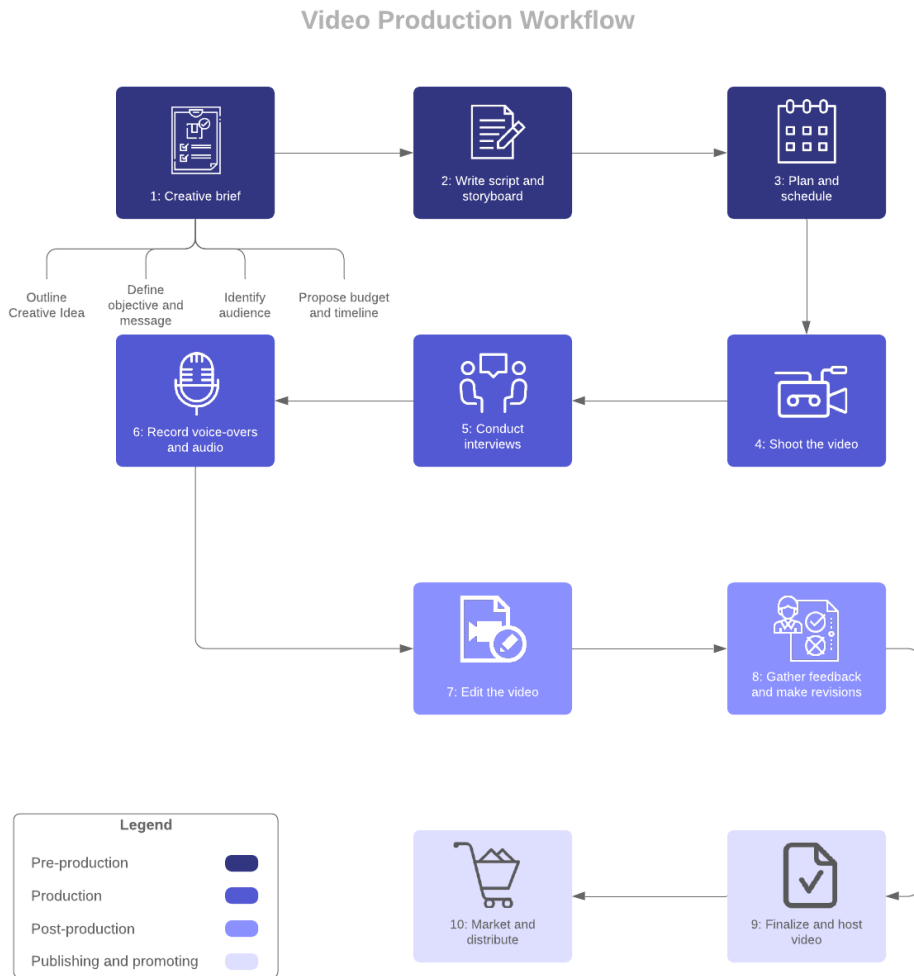 Video Production Workflow
1: Creative brief
2: Write script and
storyboard
3: Plan and
schedule
Outline
Creative Idea
Define
objective and
message
Identify
audience
Propose budget
and timeline
6: Record voice-overs
and audio
5: Conduct
interviews
4: Shoot the video
7: Edit the video
8: Gather feedback
and make revisions
Legend
Pre-production
Production
Post-production
Publishing and promoting
10: Market and
distribute
9: Finalize and host
video